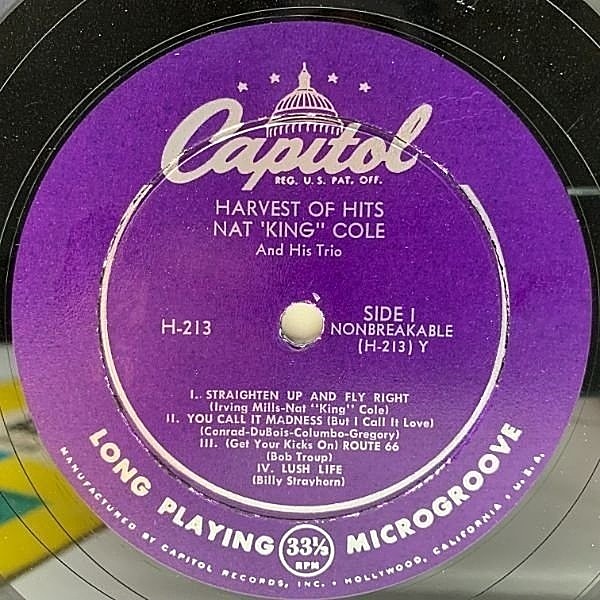 Capitol
REG. U. S. PAT. OFF.
HARVEST OF HITS
NAT 'KING" COLE
And His Trio
H-213
SIDE I
NONBREAKABLE
(H-213) Y
I. STRAIGHTEN UP AND FLY RIGHT
(Irving Mills-Nat "King" Cole)
II. YOU CALL IT MADNESS (But I Call It Love)
(Conrad-DuBois-Columbo-Gregory)
III. (Get Your Kicks On) ROUTE 66
(Bob Troup)
IV. LUSH LIFE
(Billy Strayhorn)
LONG PLAYING 33⅓ RPM MICROGROOVE
MANUFACTURED BY CAPITOL RECORDS, INC. • HOLLYWOOD, CALIFORNIA • U.S.A.